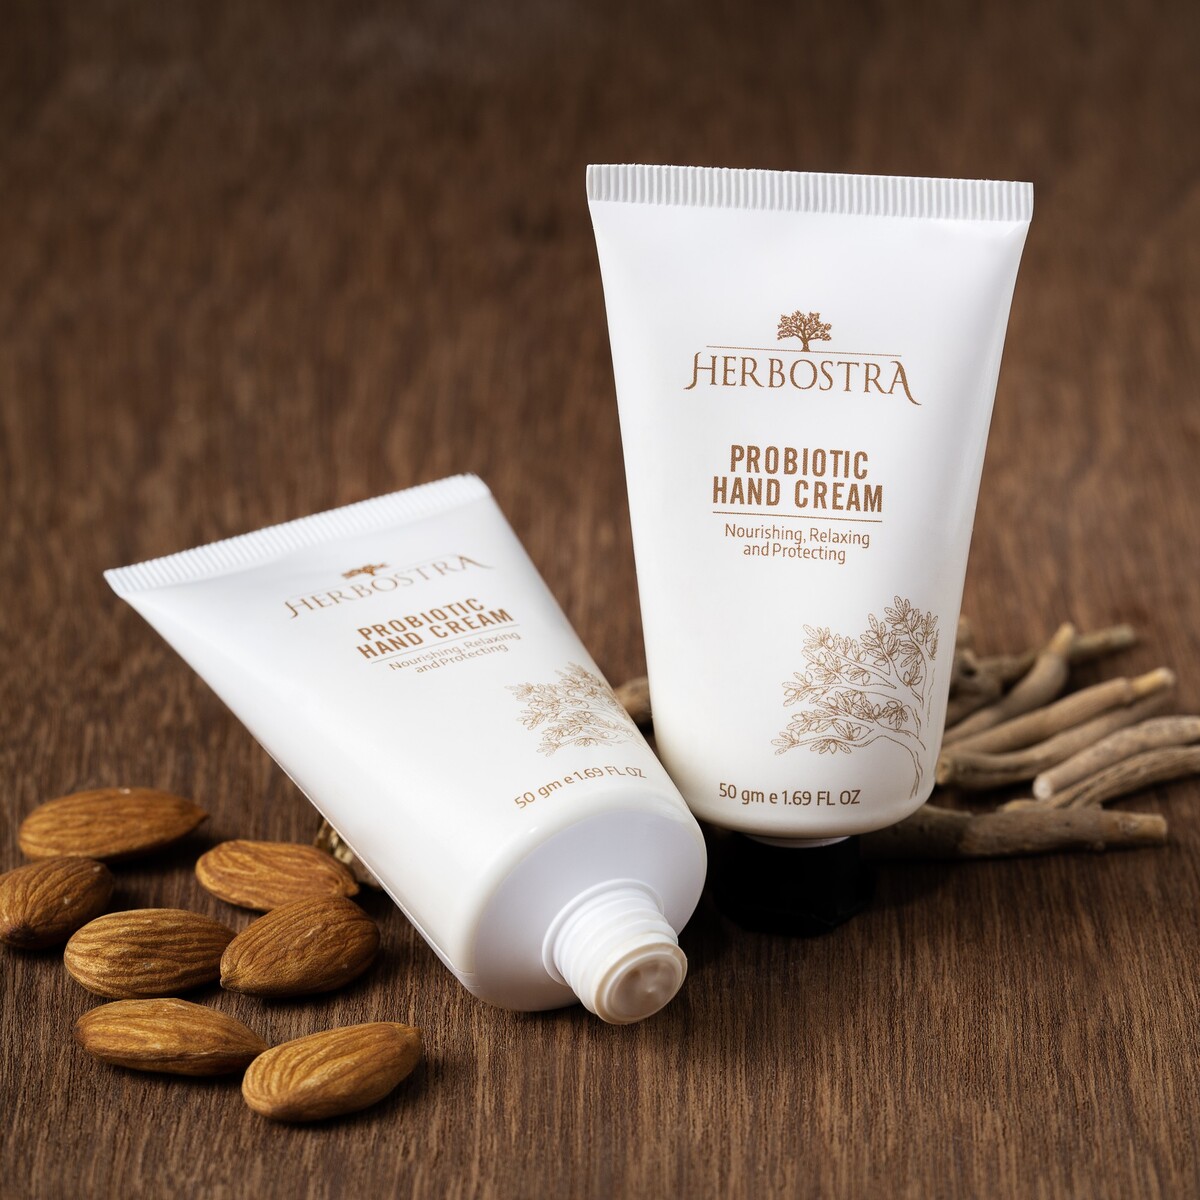 HERBOSTRA
PROBIOTIC
HAND CREAM
Nourishing, Relaxing
and Protecting
50 gm e 1.69 FL OZ
HERBOSTRA
PROBIOTIC
HAND CREAM
Nourishing, Relaxing
and Protecting
50 gm e 1.69 FL OZ